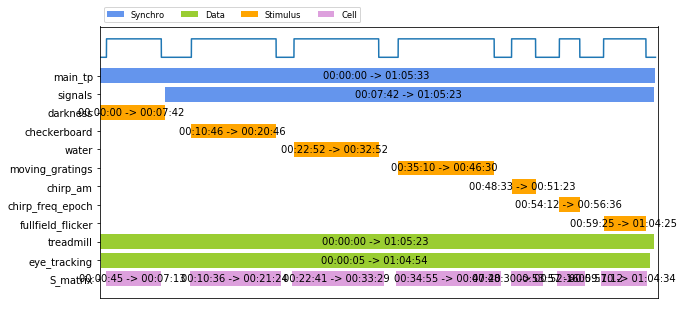 Synchro Data Stimulus Cell
main_tp 00:00:00 -> 01:05:33
signals 00:07:42 -> 01:05:23
darkness 00:00:00 -> 00:07:42
checkerboard 00:10:46 -> 00:20:46
water 00:22:52 -> 00:32:52
moving_gratings 00:35:10 -> 00:46:30
chirp_am 00:48:33 -> 00:51:23
chirp_freq_epoch 00:54:12 -> 00:56:36
fullfield_flicker 00:59:25 -> 01:04:25
treadmill 00:00:00 -> 01:05:23
eye_tracking 00:00:05 -> 01:04:54
S_matrix 00:00:45 -> 00:07:13 00:10:36 -> 00:21:24 00:22:41 -> 00:33:29 00:34:55 -> -> 01:04:34